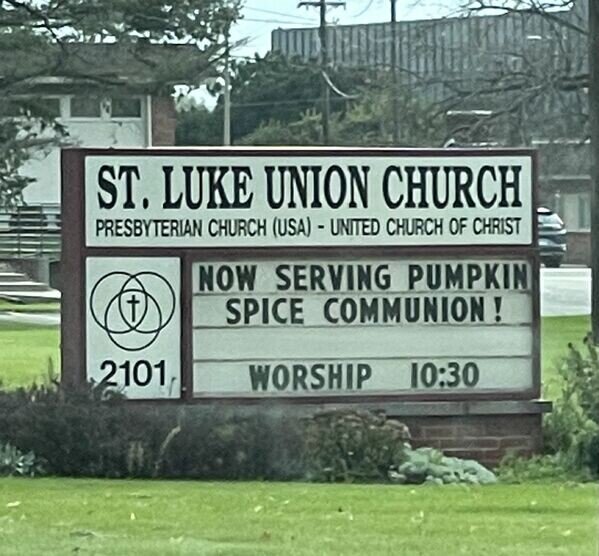 ST. LUKE UNION CHURCH
PRESBYTERIAN CHURCH (USA) - UNITED CHURCH OF CHRIST
NOW SERVING PUMPKIN
SPICE COMMUNION!
2101
WORSHIP 10:30